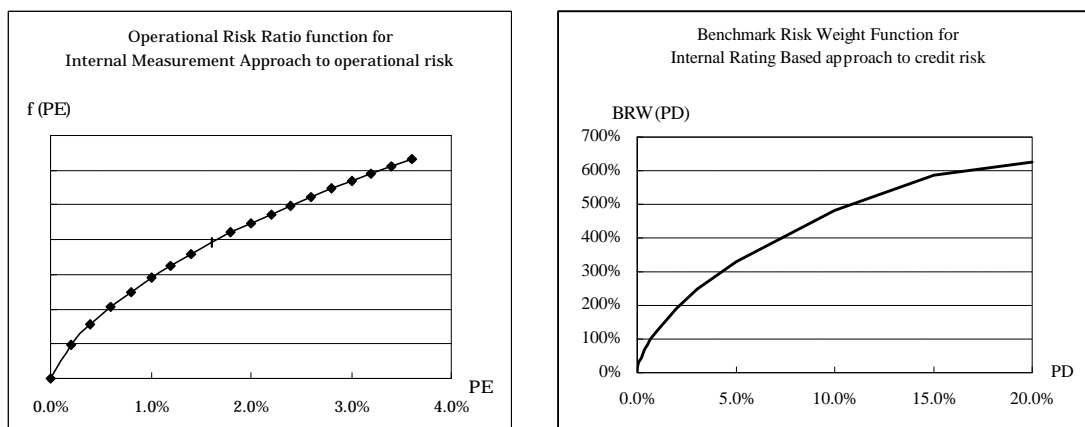 Operational Risk Ratio function for
Internal Measurement Approach to operational risk
f (PE)
PE
0.0%
1.0%
2.0%
3.0%
4.0%
Benchmark Risk Weight Function for
Internal Rating Based approach to credit risk
BRW(PD)
700%
600%
500%
400%
300%
200%
100%
0%
PD
0.0%
5.0%
10.0%
15.0%
20.0%